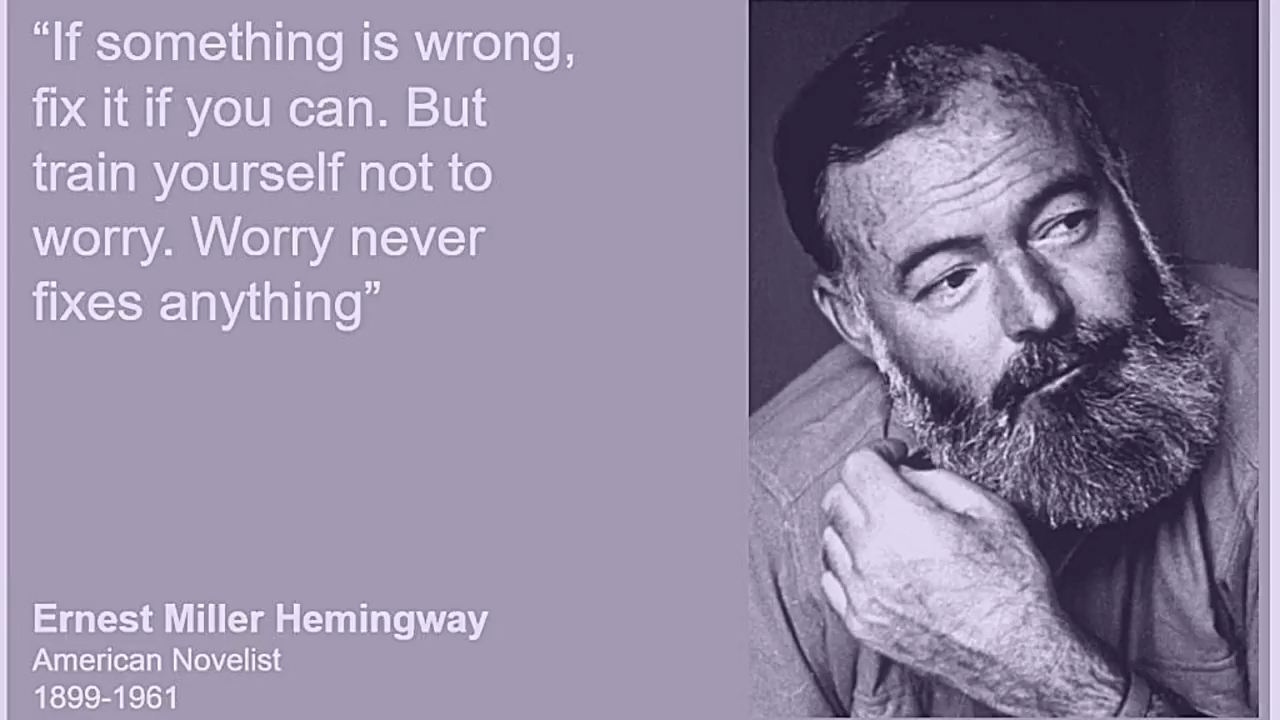 “If something is wrong,
fix it if you can. But
train yourself not to
worry. Worry never
fixes anything”
Ernest Miller Hemingway
American Novelist
1899-1961